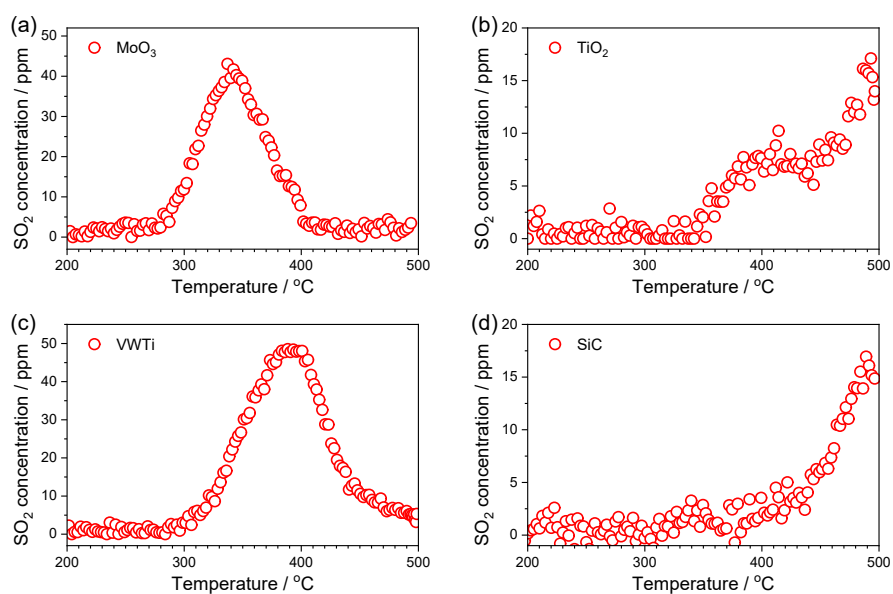 (a)
MoO₃
SO₂ concentration / ppm
50
40
30
20
10
0
200
300
400
500
Temperature / °C
(b)
TiO₂
SO₂ concentration / ppm
20
15
10
5
0
200
300
400
500
Temperature / °C
(c)
VWTi
SO₂ concentration / ppm
50
40
30
20
10
0
200
300
400
500
Temperature / °C
(d)
SiC
SO₂ concentration / ppm
20
15
10
5
0
200
300
400
500
Temperature / °C